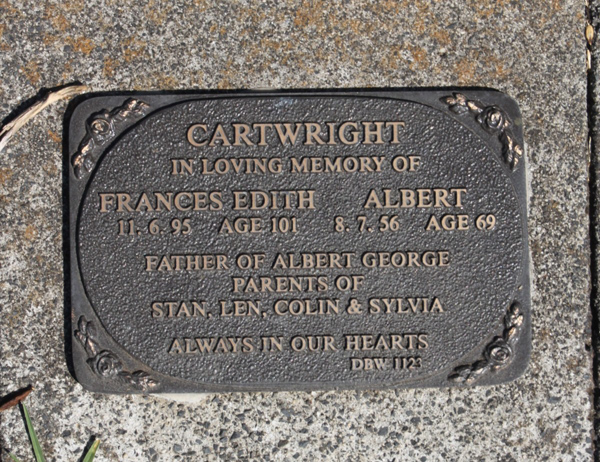 CARTWRIGHT
IN LOVING MEMORY OF
FRANCES EDITH ALBERT
11. 6. 95 AGE 101 8. 7. 56 AGE 69
FATHER OF ALBERT GEORGE
PARENTS OF
STAN, LEN, COLIN & SYLVIA
ALWAYS IN OUR HEARTS
DBW 1123